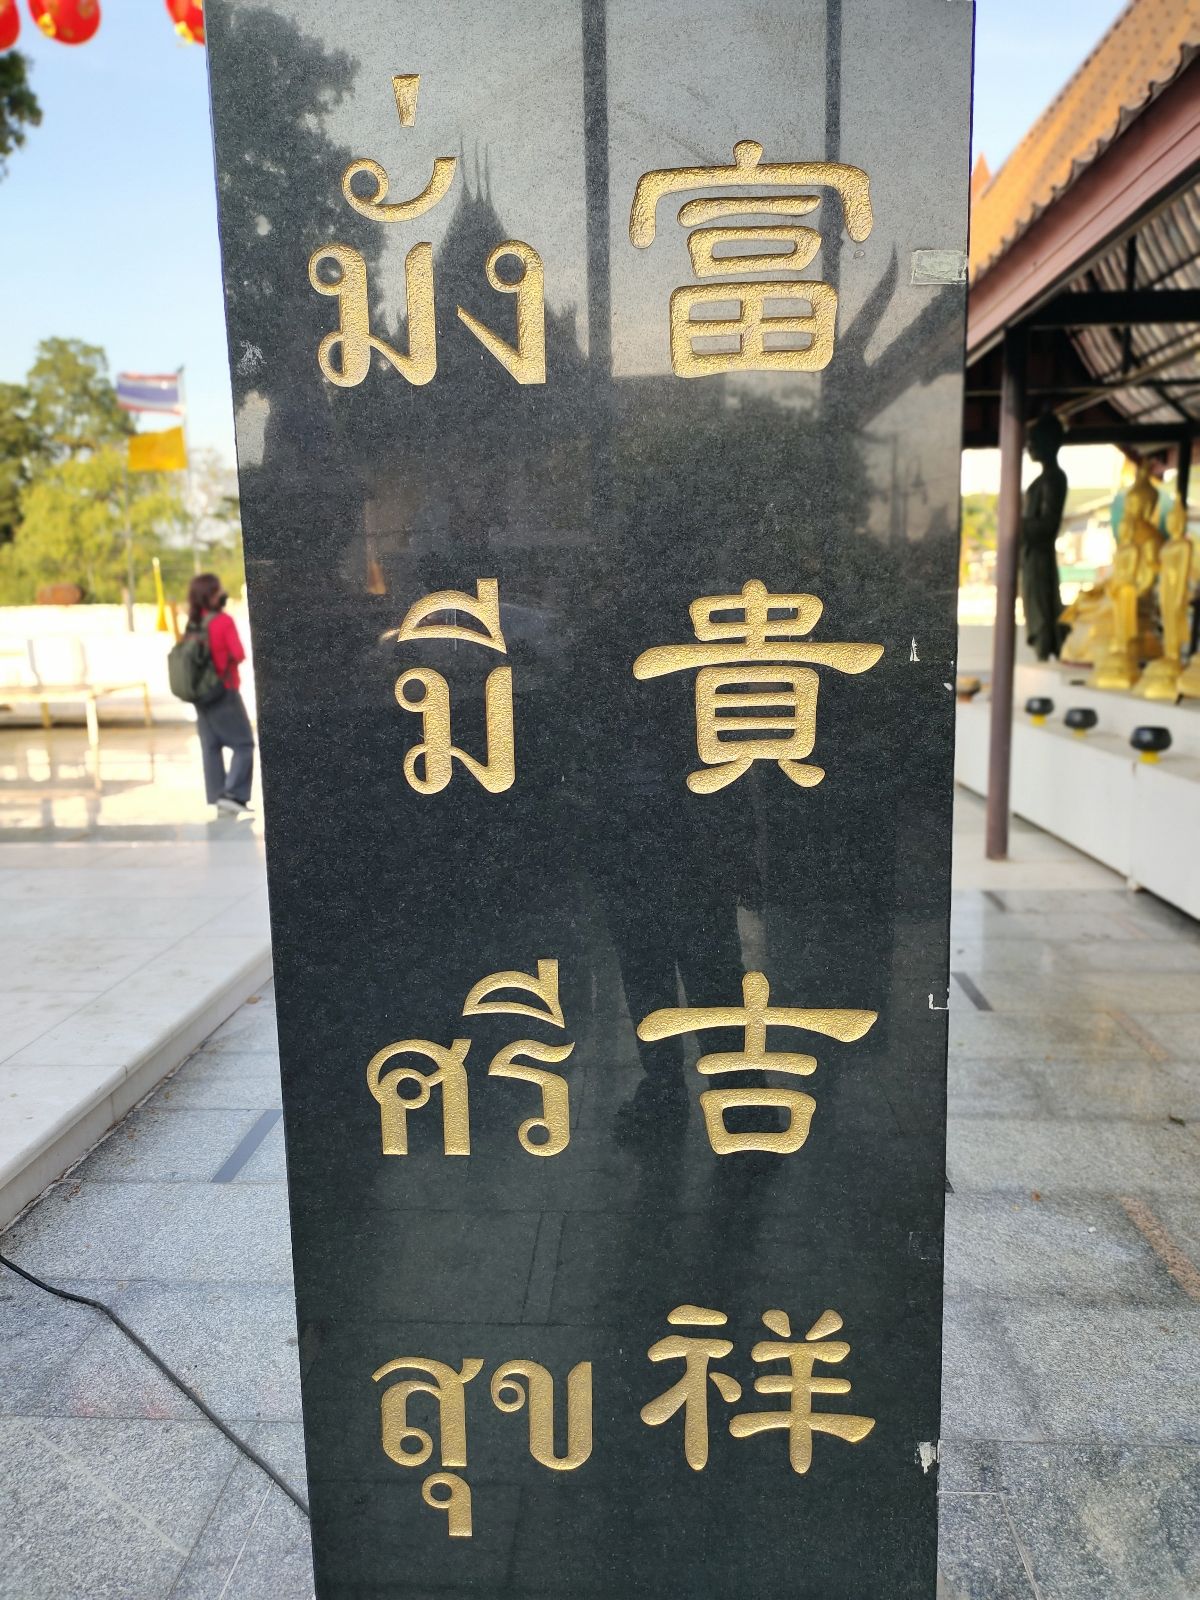 มั่ง 富
มี 貴
ศรี 吉
สุข 祥